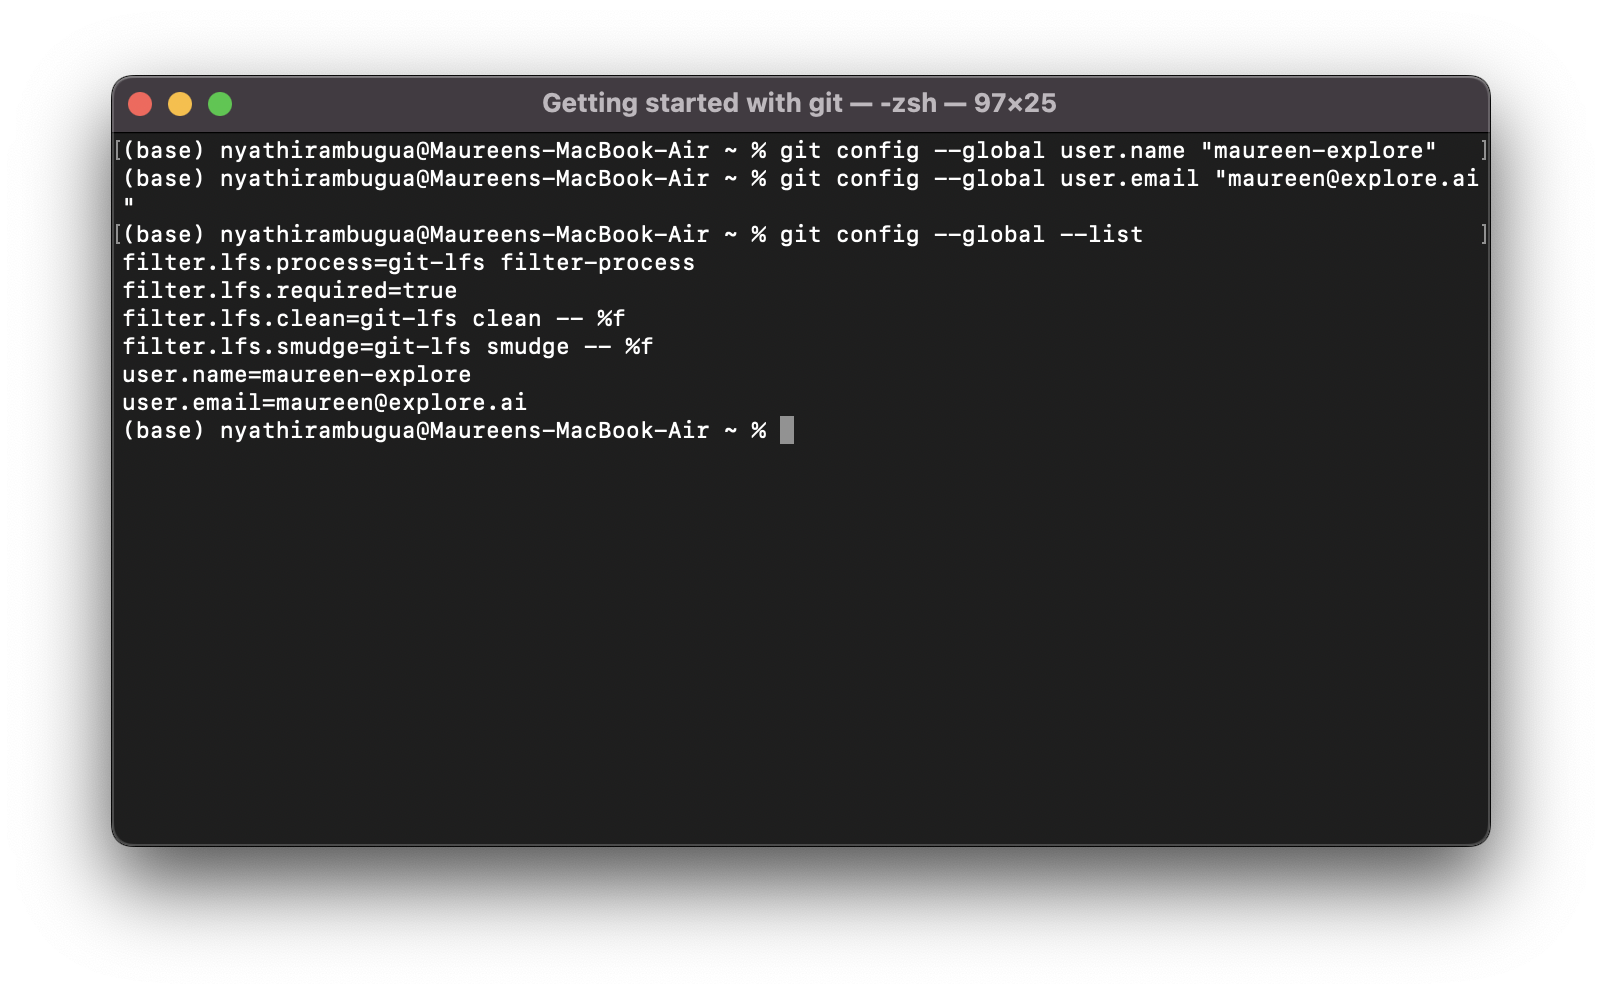 Getting started with git — -zsh — 97×25
[(base) nyathirambugua@Maureens-MacBook-Air ~ % git config --global user.name "maureen-explore" ]
(base) nyathirambugua@Maureens-MacBook-Air ~ % git config --global user.email "maureen@explore.ai
"
[(base) nyathirambugua@Maureens-MacBook-Air ~ % git config --global --list ]
filter.lfs.process=git-lfs filter-process
filter.lfs.required=true
filter.lfs.clean=git-lfs clean -- %f
filter.lfs.smudge=git-lfs smudge -- %f
user.name=maureen-explore
user.email=maureen@explore.ai
(base) nyathirambugua@Maureens-MacBook-Air ~ %